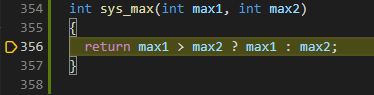 354 int sys_max(int max1, int max2)
355 {
356 return max1 > max2 ? max1 : max2;
357 }
358